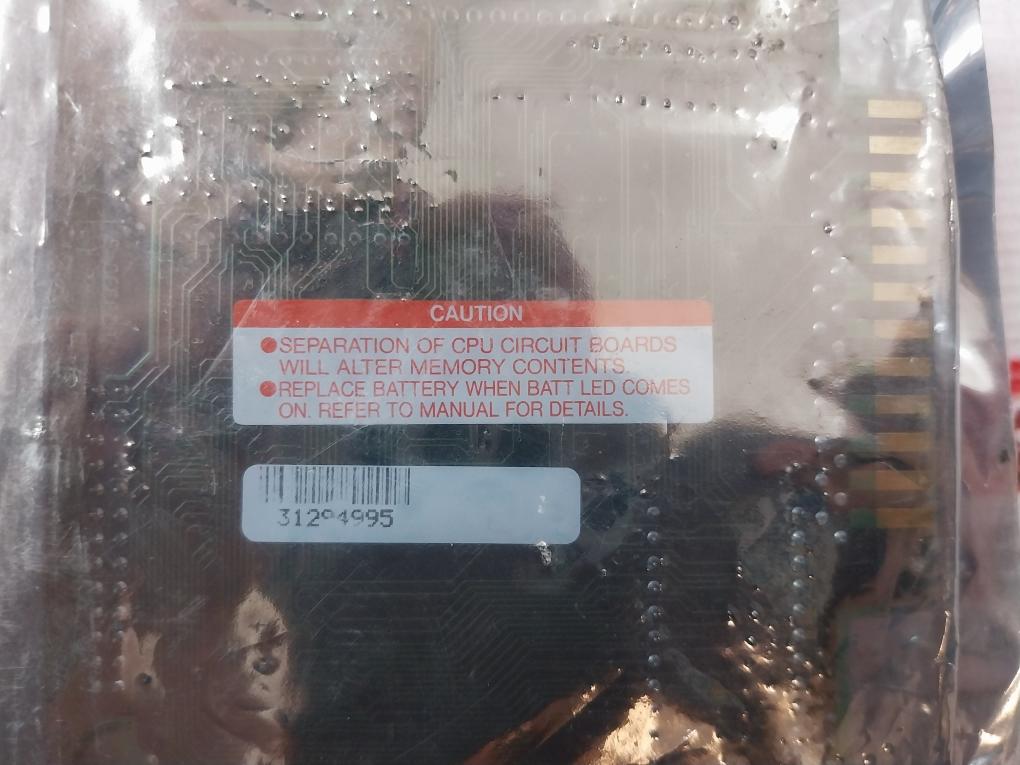 CAUTION
●SEPARATION OF CPU CIRCUIT BOARDS
WILL ALTER MEMORY CONTENTS.
●REPLACE BATTERY WHEN BATT LED COMES
ON. REFER TO MANUAL FOR DETAILS.
31294995